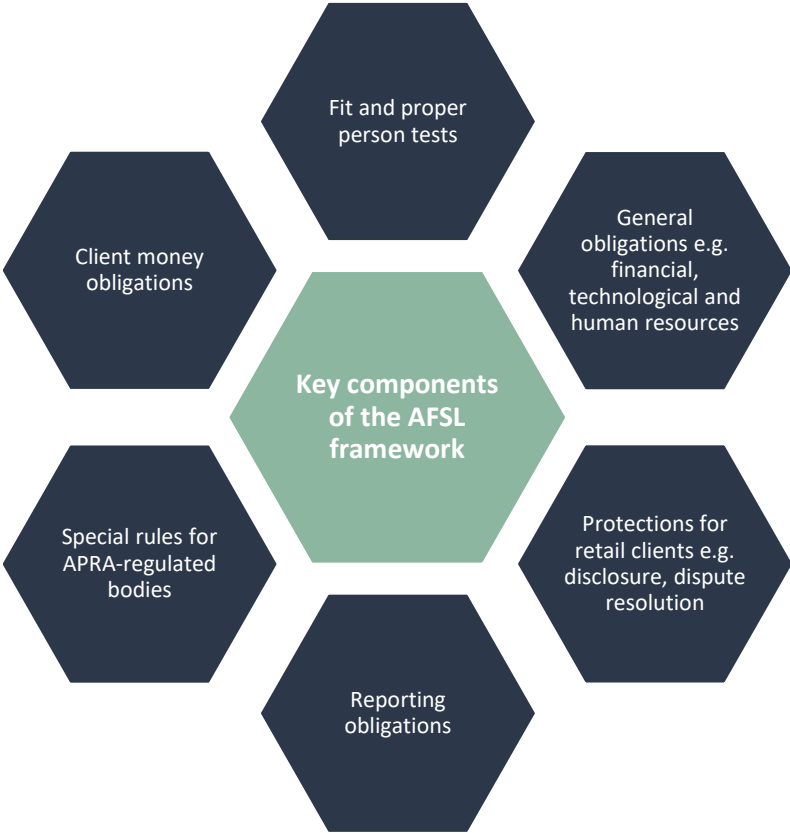 Fit and proper
person tests
General
obligations e.g.
financial,
technological and
human resources
Client money
obligations
Key components
of the AFSL
framework
Protections for
retail clients e.g.
disclosure, dispute
resolution
Special rules for
APRA-regulated
bodies
Reporting
obligations